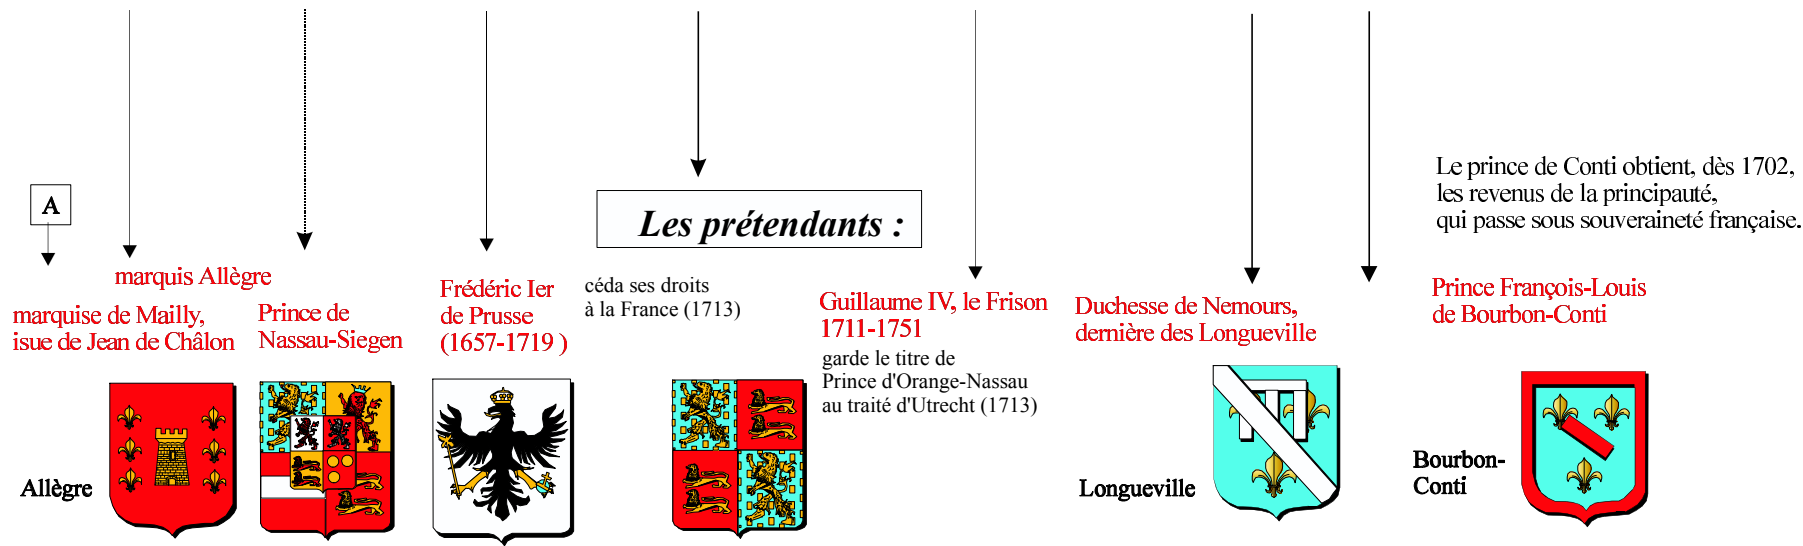 A
marquis Allègre
marquise de Mailly,
isue de Jean de Châlon
Allègre
Prince de
Nassau-Siegen
Frédéric Ier
de Prusse
(1657-1719 )
Les prétendants :
céda ses droits
à la France (1713)
Guillaume IV, le Frison
1711-1751
garde le titre de
Prince d'Orange-Nassau
au traité d'Utrecht (1713)
Duchesse de Nemours,
dernière des Longueville
Longueville
Le prince de Conti obtient, dès 1702,
les revenus de la principauté,
qui passe sous souveraineté française.
Prince François-Louis
de Bourbon-Conti
Bourbon-
Conti